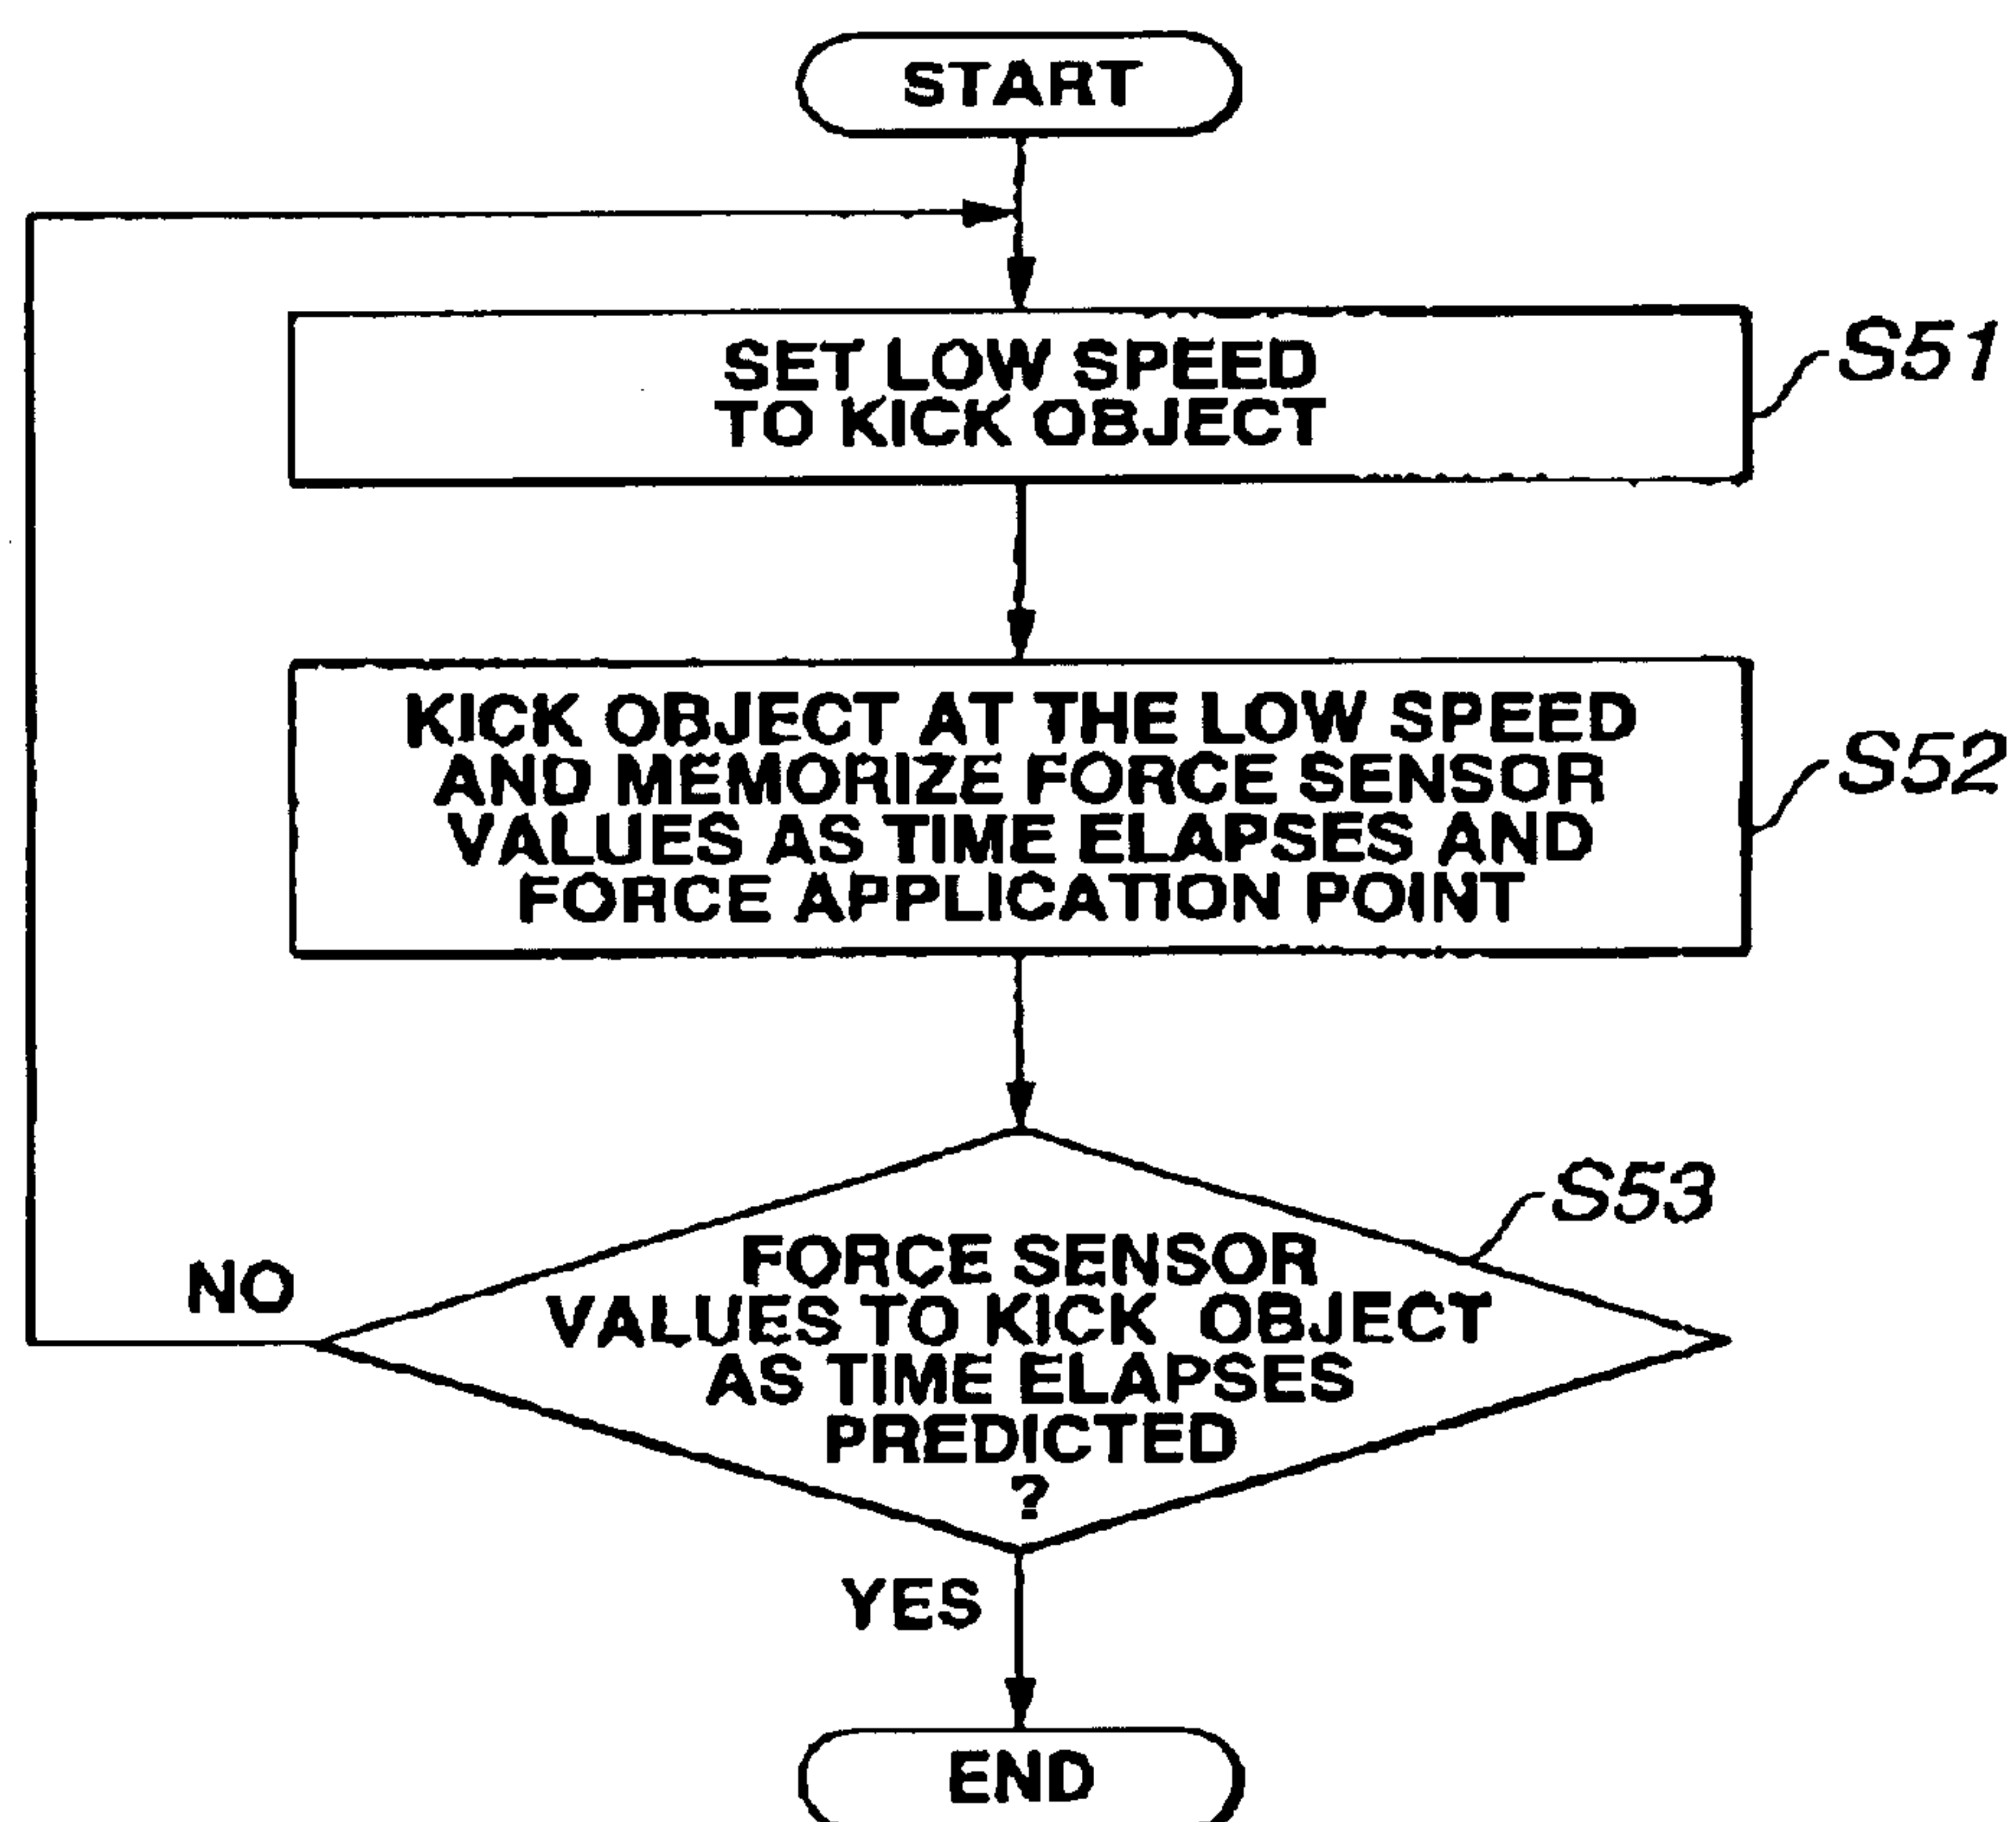 START
SET LOW SPEED
TO KICK OBJECT
S51
KICK OBJECT AT THE LOW SPEED
AND MEMORIZE FORCE SENSOR
VALUES AS TIME ELAPSES AND
FORCE APPLICATION POINT
S52
S53
FORCE SENSOR
VALUES TO KICK OBJECT
AS TIME ELAPSES
PREDICTED
?
NO
YES
END